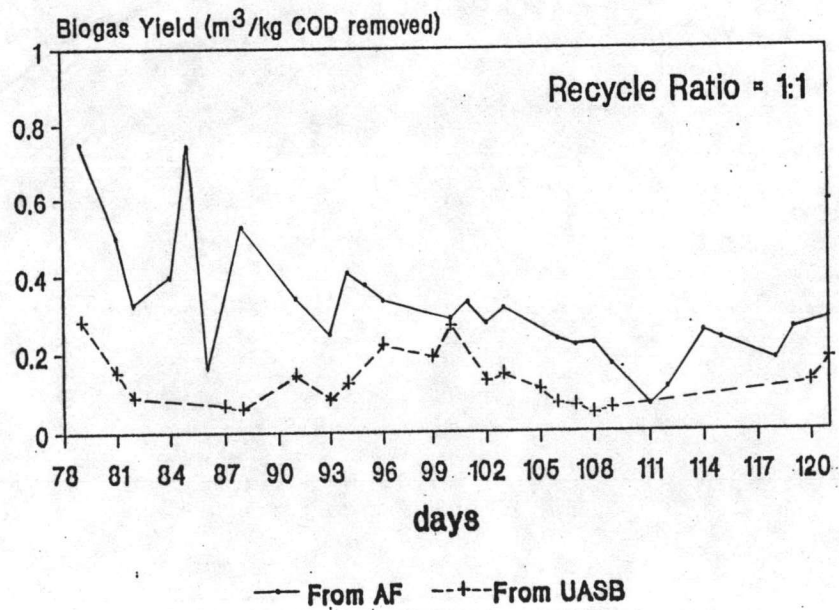 Biogas Yield (m³/kg COD removed)
1
0.8
0.6
0.4
0.2
0
Recycle Ratio = 1:1
78 81 84 87 90 93 96 99 102 105 108 111 114 117 120
days
From AF From UASB